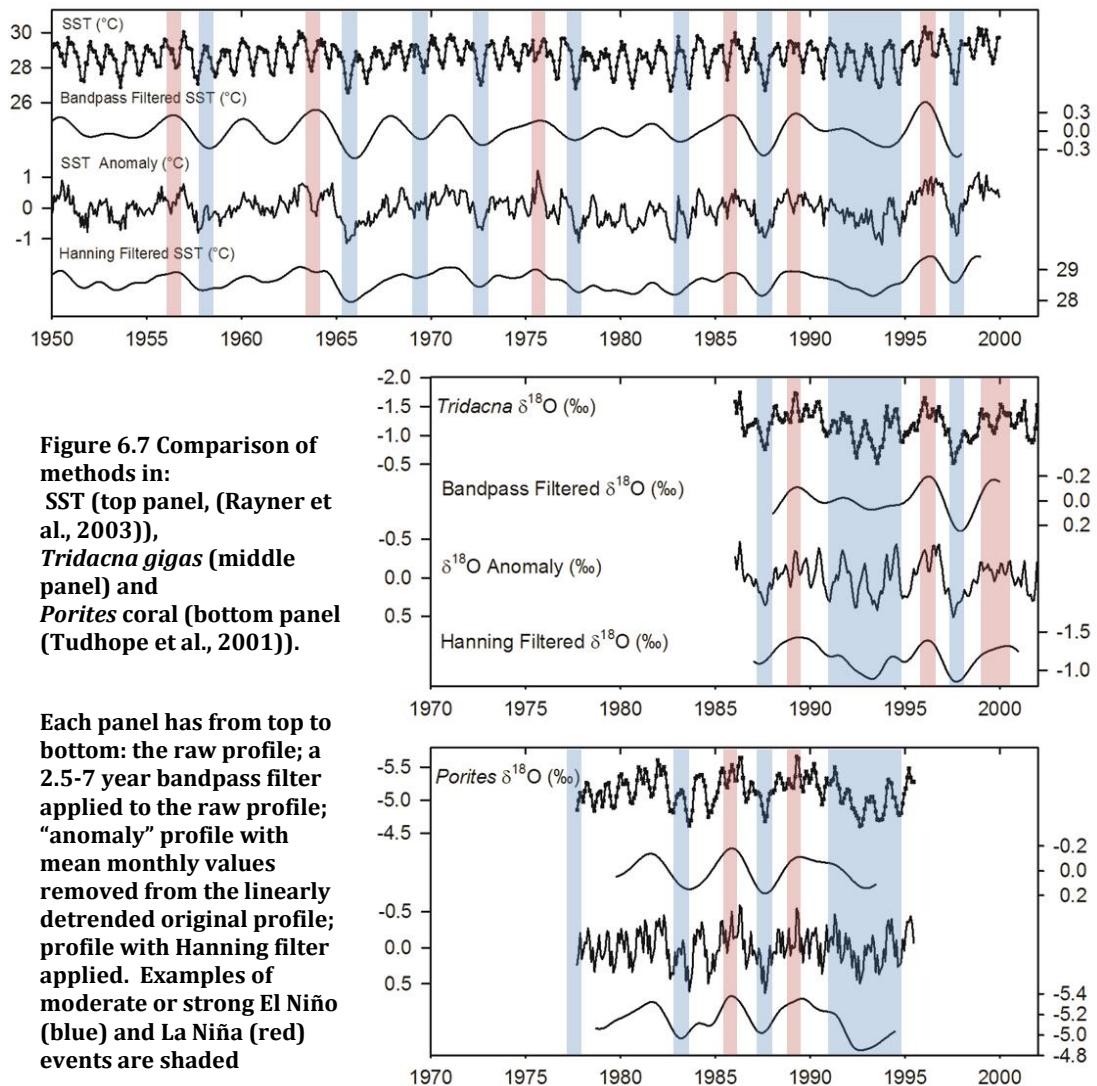 SST (°C)
30
28
26
Bandpass Filtered SST (°C)
0.3
0.0
-0.3
SST Anomaly (°C)
1
0
-1
Hanning Filtered SST (°C)
29
28
1950 1955 1960 1965 1970 1975 1980 1985 1990 1995 2000
Figure 6.7 Comparison of
methods in:
SST (top panel, (Rayner et
al., 2003)),
Tridacna gigas (middle
panel) and
Porites coral (bottom panel
(Tudhope et al., 2001)).
Each panel has from top to
bottom: the raw profile; a
2.5-7 year bandpass filter
applied to the raw profile;
“anomaly” profile with
mean monthly values
removed from the linearly
detrended original profile;
profile with Hanning filter
applied. Examples of
moderate or strong El Niño
(blue) and La Niña (red)
events are shaded
-2.0
-1.5
-1.0
-0.5
Tridacna δ18O (‰)
Bandpass Filtered δ18O (‰)
-0.2
0.0
0.2
-0.5
0.0
0.5
δ18O Anomaly (‰)
Hanning Filtered δ18O (‰)
-1.5
-1.0
1970 1975 1980 1985 1990 1995 2000
-5.5
-5.0
-4.5
Porites δ18O (‰)
-0.2
0.0
0.2
-0.5
0.0
0.5
-5.4
-5.2
-5.0
-4.8
1970 1975 1980 1985 1990 1995 2000